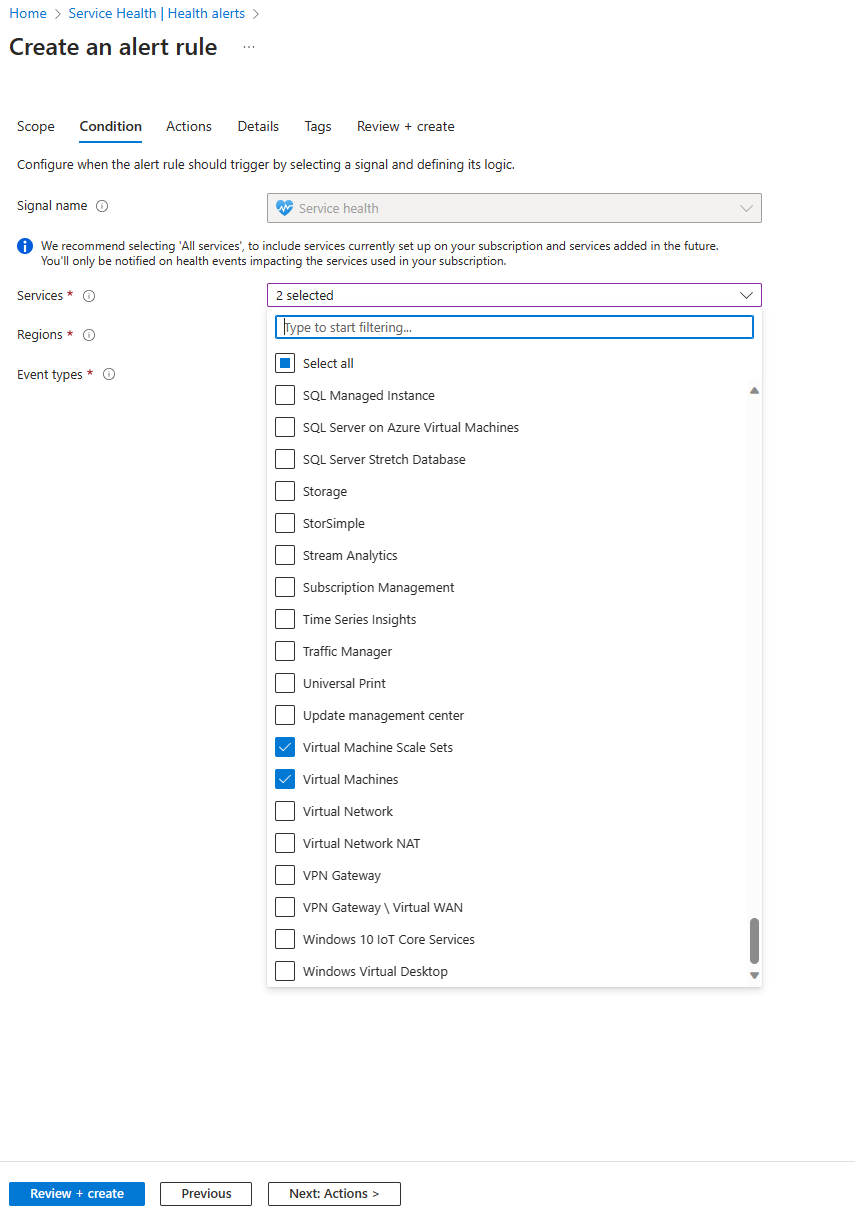 Home > Service Health | Health alerts >
Create an alert rule ...
Scope Condition Actions Details Tags Review + create
Configure when the alert rule should trigger by selecting a signal and defining its logic.
Signal name
Service health
We recommend selecting 'All services', to include services currently set up on your subscription and services added in the future.
You'll only be notified on health events impacting the services used in your subscription.
Services *
2 selected
Type to start filtering...
Regions *
Event types *
Select all
SQL Managed Instance
SQL Server on Azure Virtual Machines
SQL Server Stretch Database
Storage
StorSimple
Stream Analytics
Subscription Management
Time Series Insights
Traffic Manager
Universal Print
Update management center
Virtual Machine Scale Sets
Virtual Machines
Virtual Network
Virtual Network NAT
VPN Gateway
VPN Gateway \ Virtual WAN
Windows 10 IoT Core Services
Windows Virtual Desktop
Review + create Previous Next: Actions >